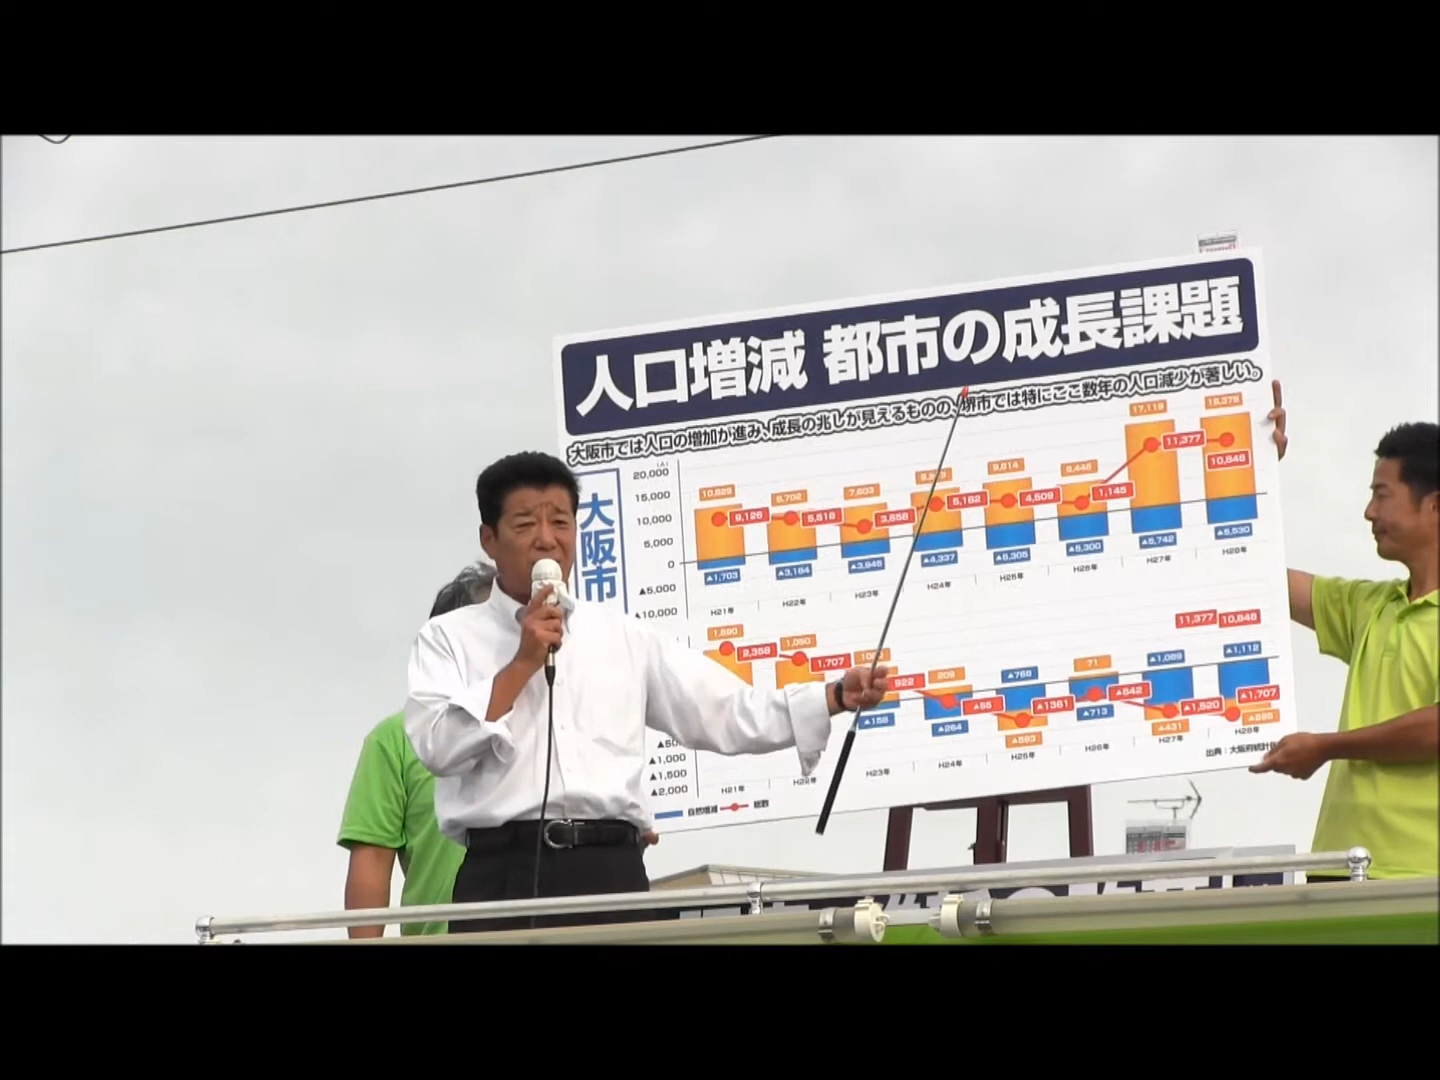 人口増減 都市の成長課題
大阪市では人口の増加が進み、成長の兆しが見えるものの、堺市では特にここ数年の人口減少が著しい。
大阪市
(人)
20,000
15,000
10,000
5,000
0
▲5,000
▲10,000
10,829 6,702 7,603 9,814 6,445 17,119 16,378
9,126 5,518 3,658 5,162 4,509 1,145 11,377 10,848
▲1,703 ▲3,184 ▲3,945 ▲4,337 ▲5,305 ▲5,300 ▲5,742 ▲5,530
H21年 H22年 H23年 H24年 H25年 H26年 H27年 H28年
11,377 10,848
1,690 1,050 209 ▲768 71 ▲1,089 ▲1,112
2,358 1,707 922 ▲55 ▲1361 ▲642 ▲1,520 ▲1,707
▲158 ▲264 ▲593 ▲713 ▲431 ▲595
▲1,000
▲1,500
▲2,000
H21年 H22年 H23年 H24年 H25年 H26年 H27年 H28年
自然増減 総数
出典：大阪府統計